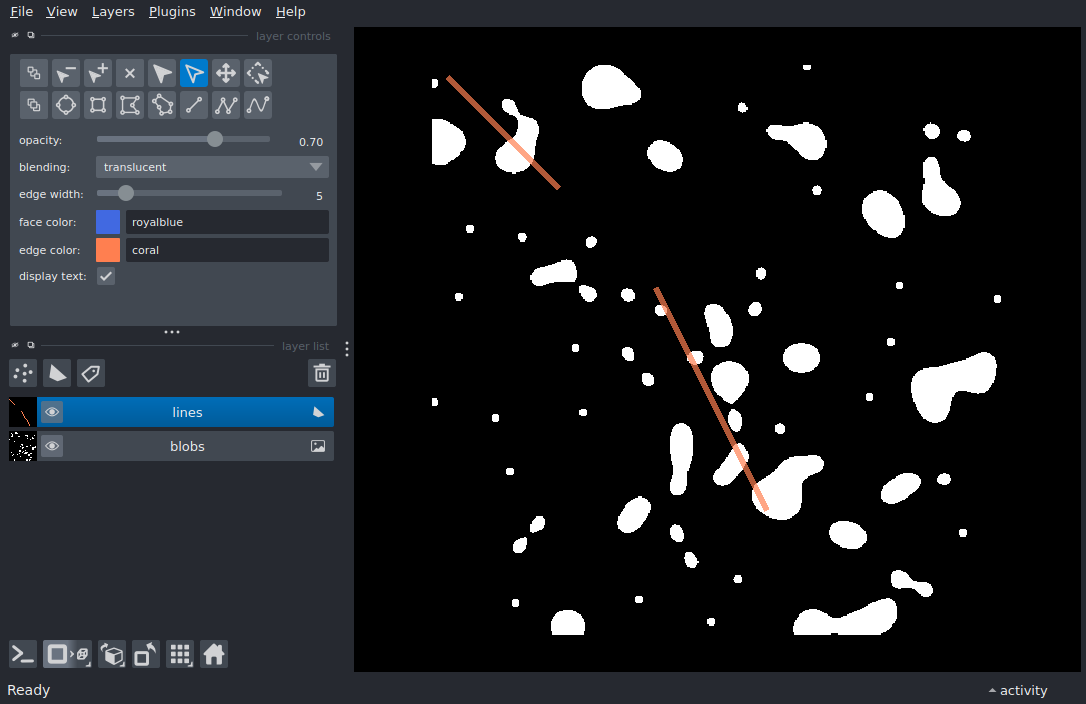 File View Layers Plugins Window Help
layer controls
opacity: 0.70
blending: translucent
edge width: 5
face color: royalblue
edge color: coral
display text:
layer list
lines
blobs
Ready
activity